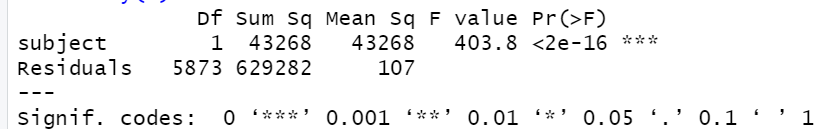 Df Sum Sq Mean Sq F value Pr(>F)
subject 1 43268 43268 403.8 <2e-16 ***
Residuals 5873 629282 107
---
Signif. codes: 0 ‘***’ 0.001 ‘**’ 0.01 ‘*’ 0.05 ‘.’ 0.1 ‘ ’ 1